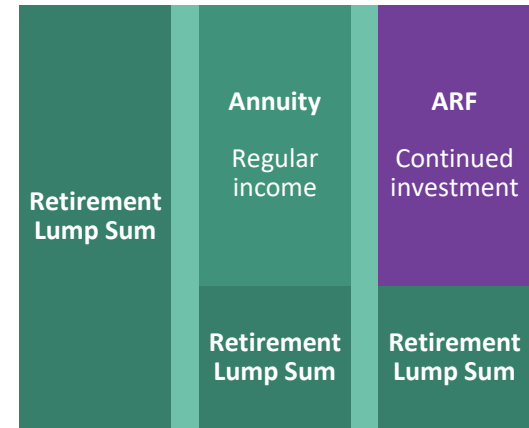 Retirement
Lump Sum
Annuity
Regular
income
Retirement
Lump Sum
ARF
Continued
investment
Retirement
Lump Sum